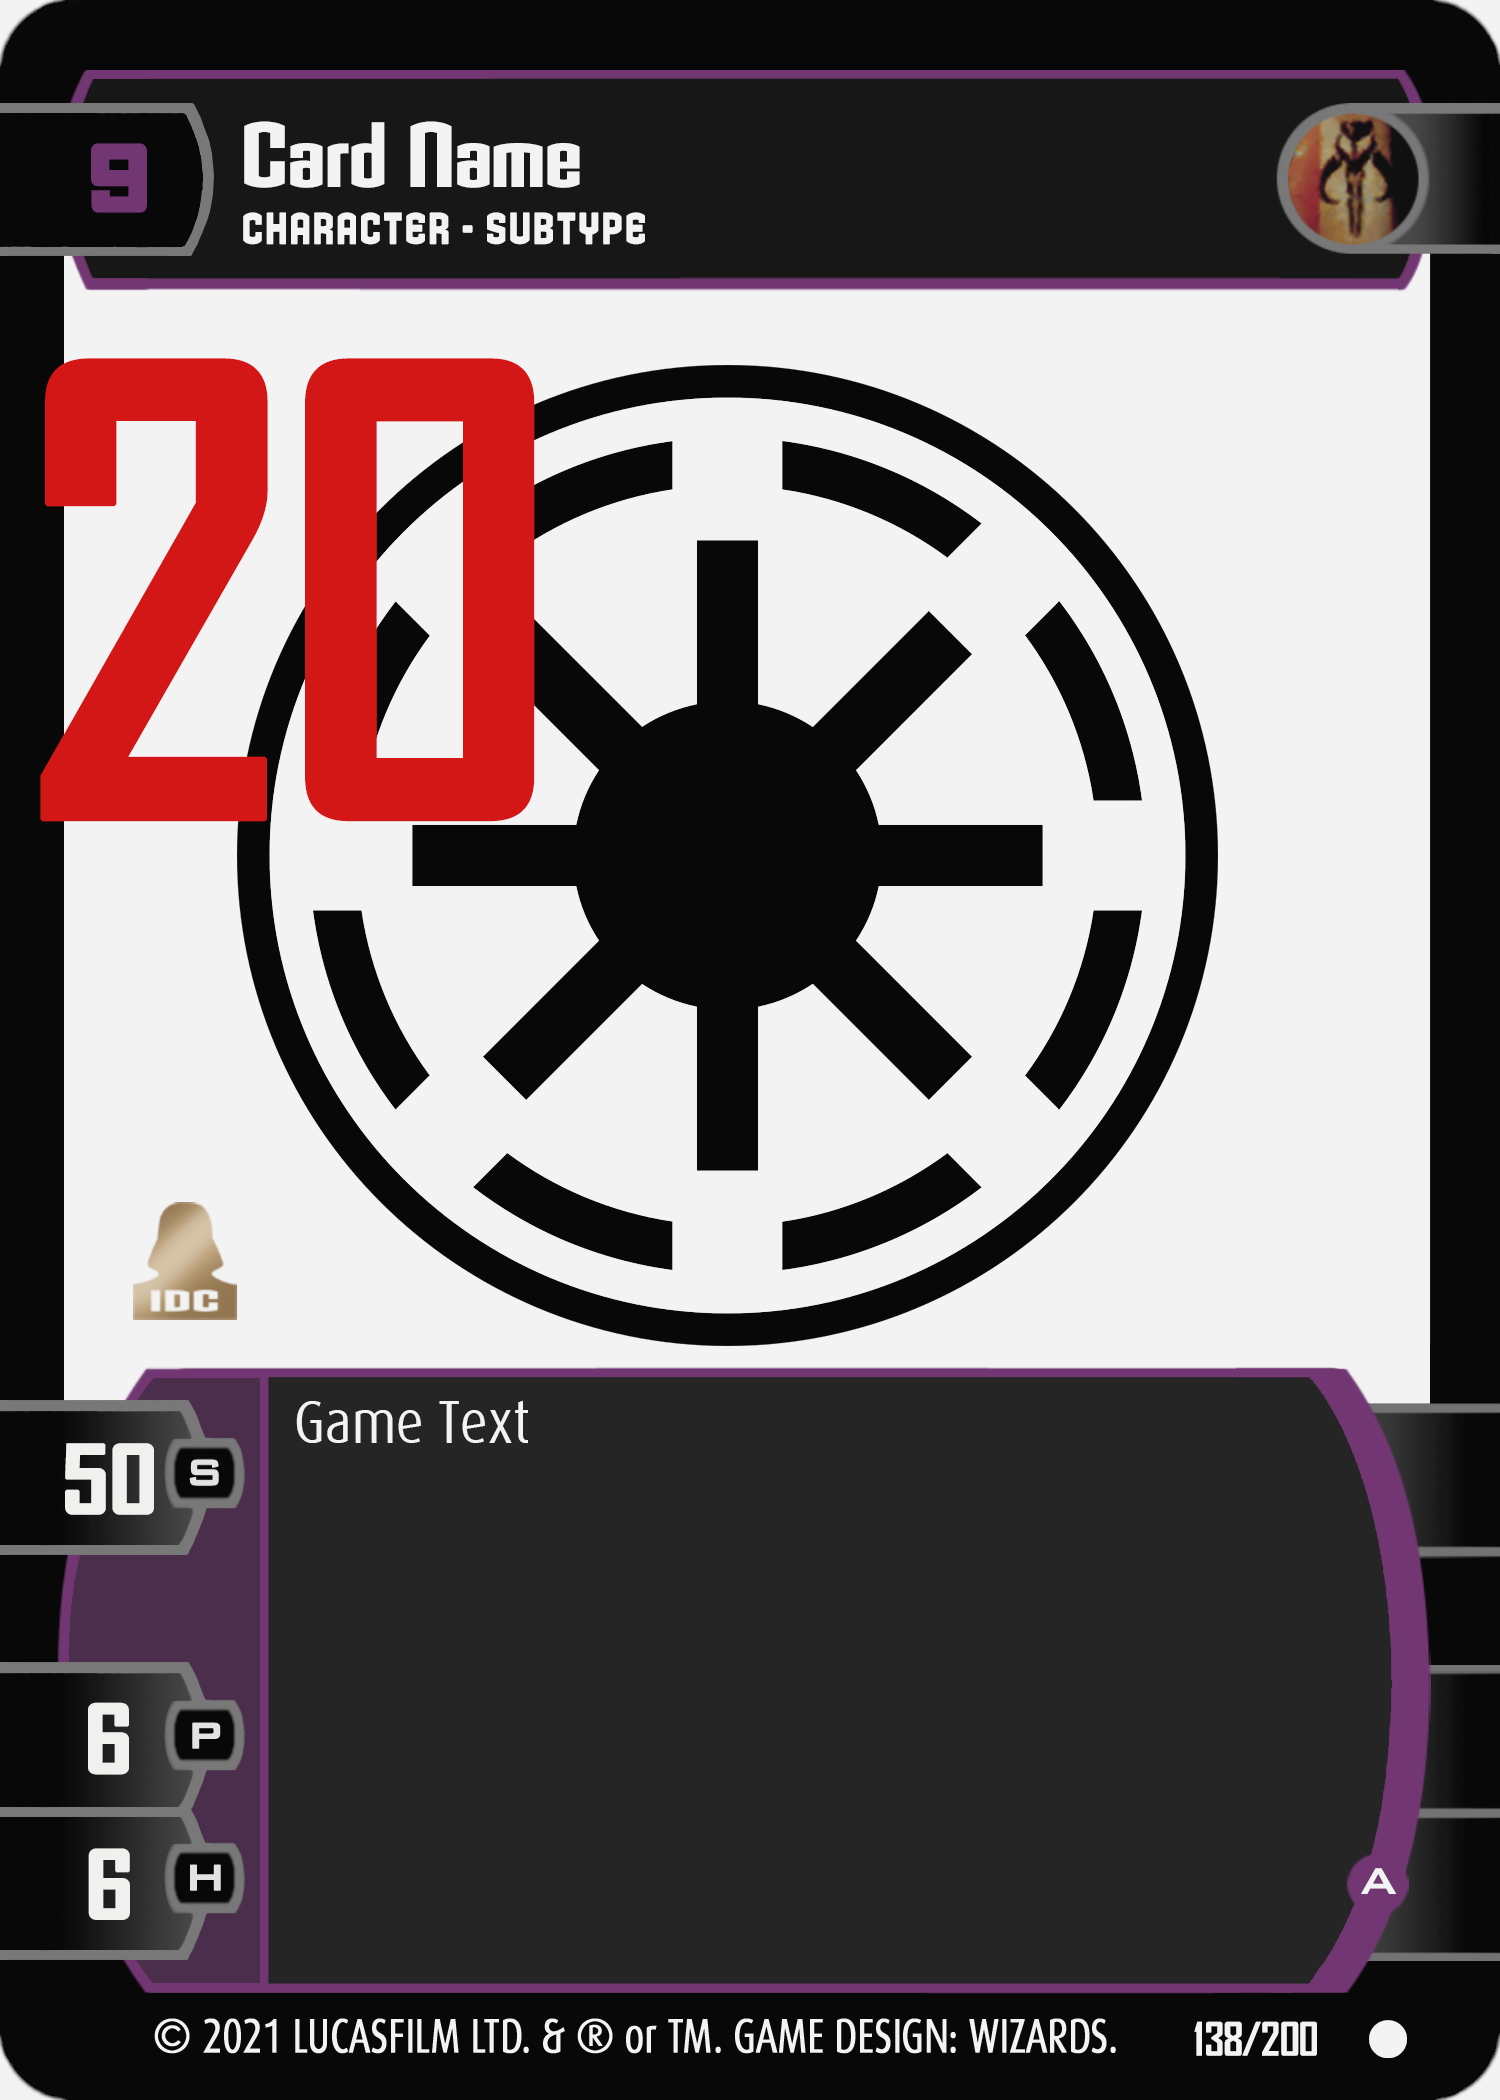 9
Card Name
CHARACTER - SUBTYPE
20
IDC
50 S
Game Text
6 P
6 H
A
© 2021 LUCASFILM LTD. & ® or TM. GAME DESIGN: WIZARDS.
138/200